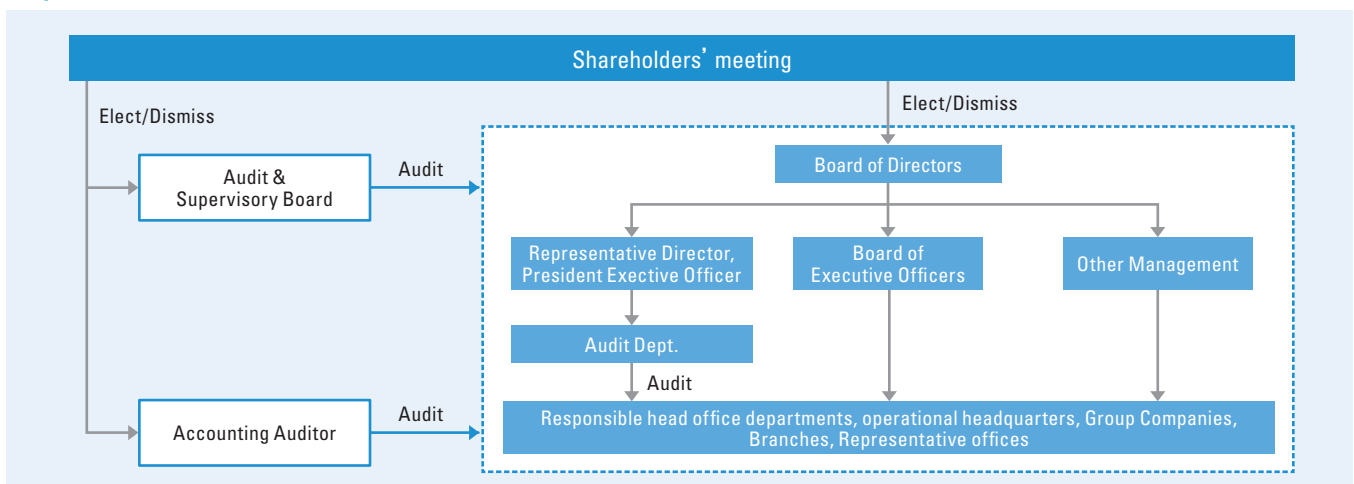 Shareholders’ meeting
Elect/Dismiss
Elect/Dismiss
Audit &
Supervisory Board
Audit
Board of Directors
Representative Director,
President Exective Officer
Board of
Executive Officers
Other Management
Audit Dept.
Audit
Accounting Auditor
Audit
Responsible head office departments, operational headquarters, Group Companies,
Branches, Representative offices